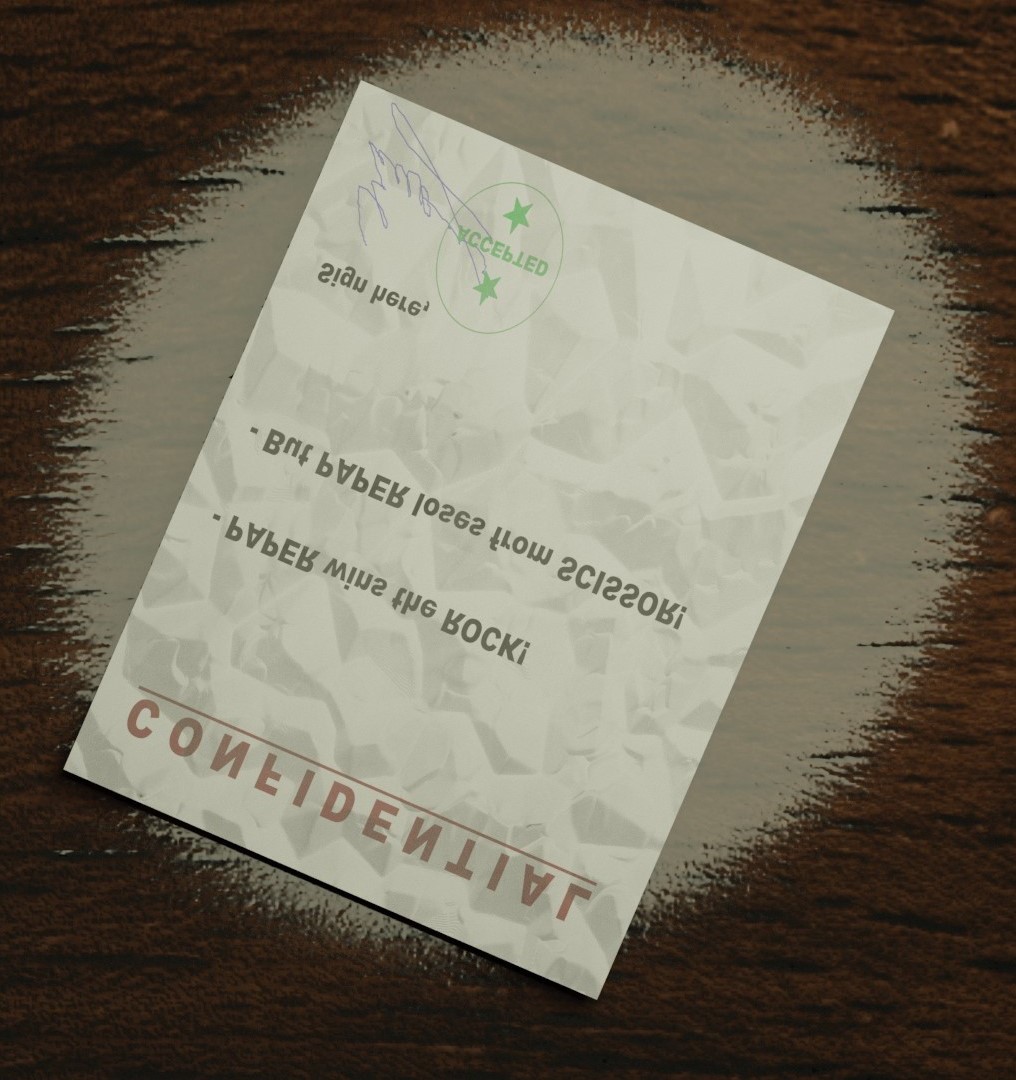 CONFIDENTIAL
- PAPER wins the ROCK!
- But PAPER loses from SCISSOR!
Sign here,
ACCEPTED